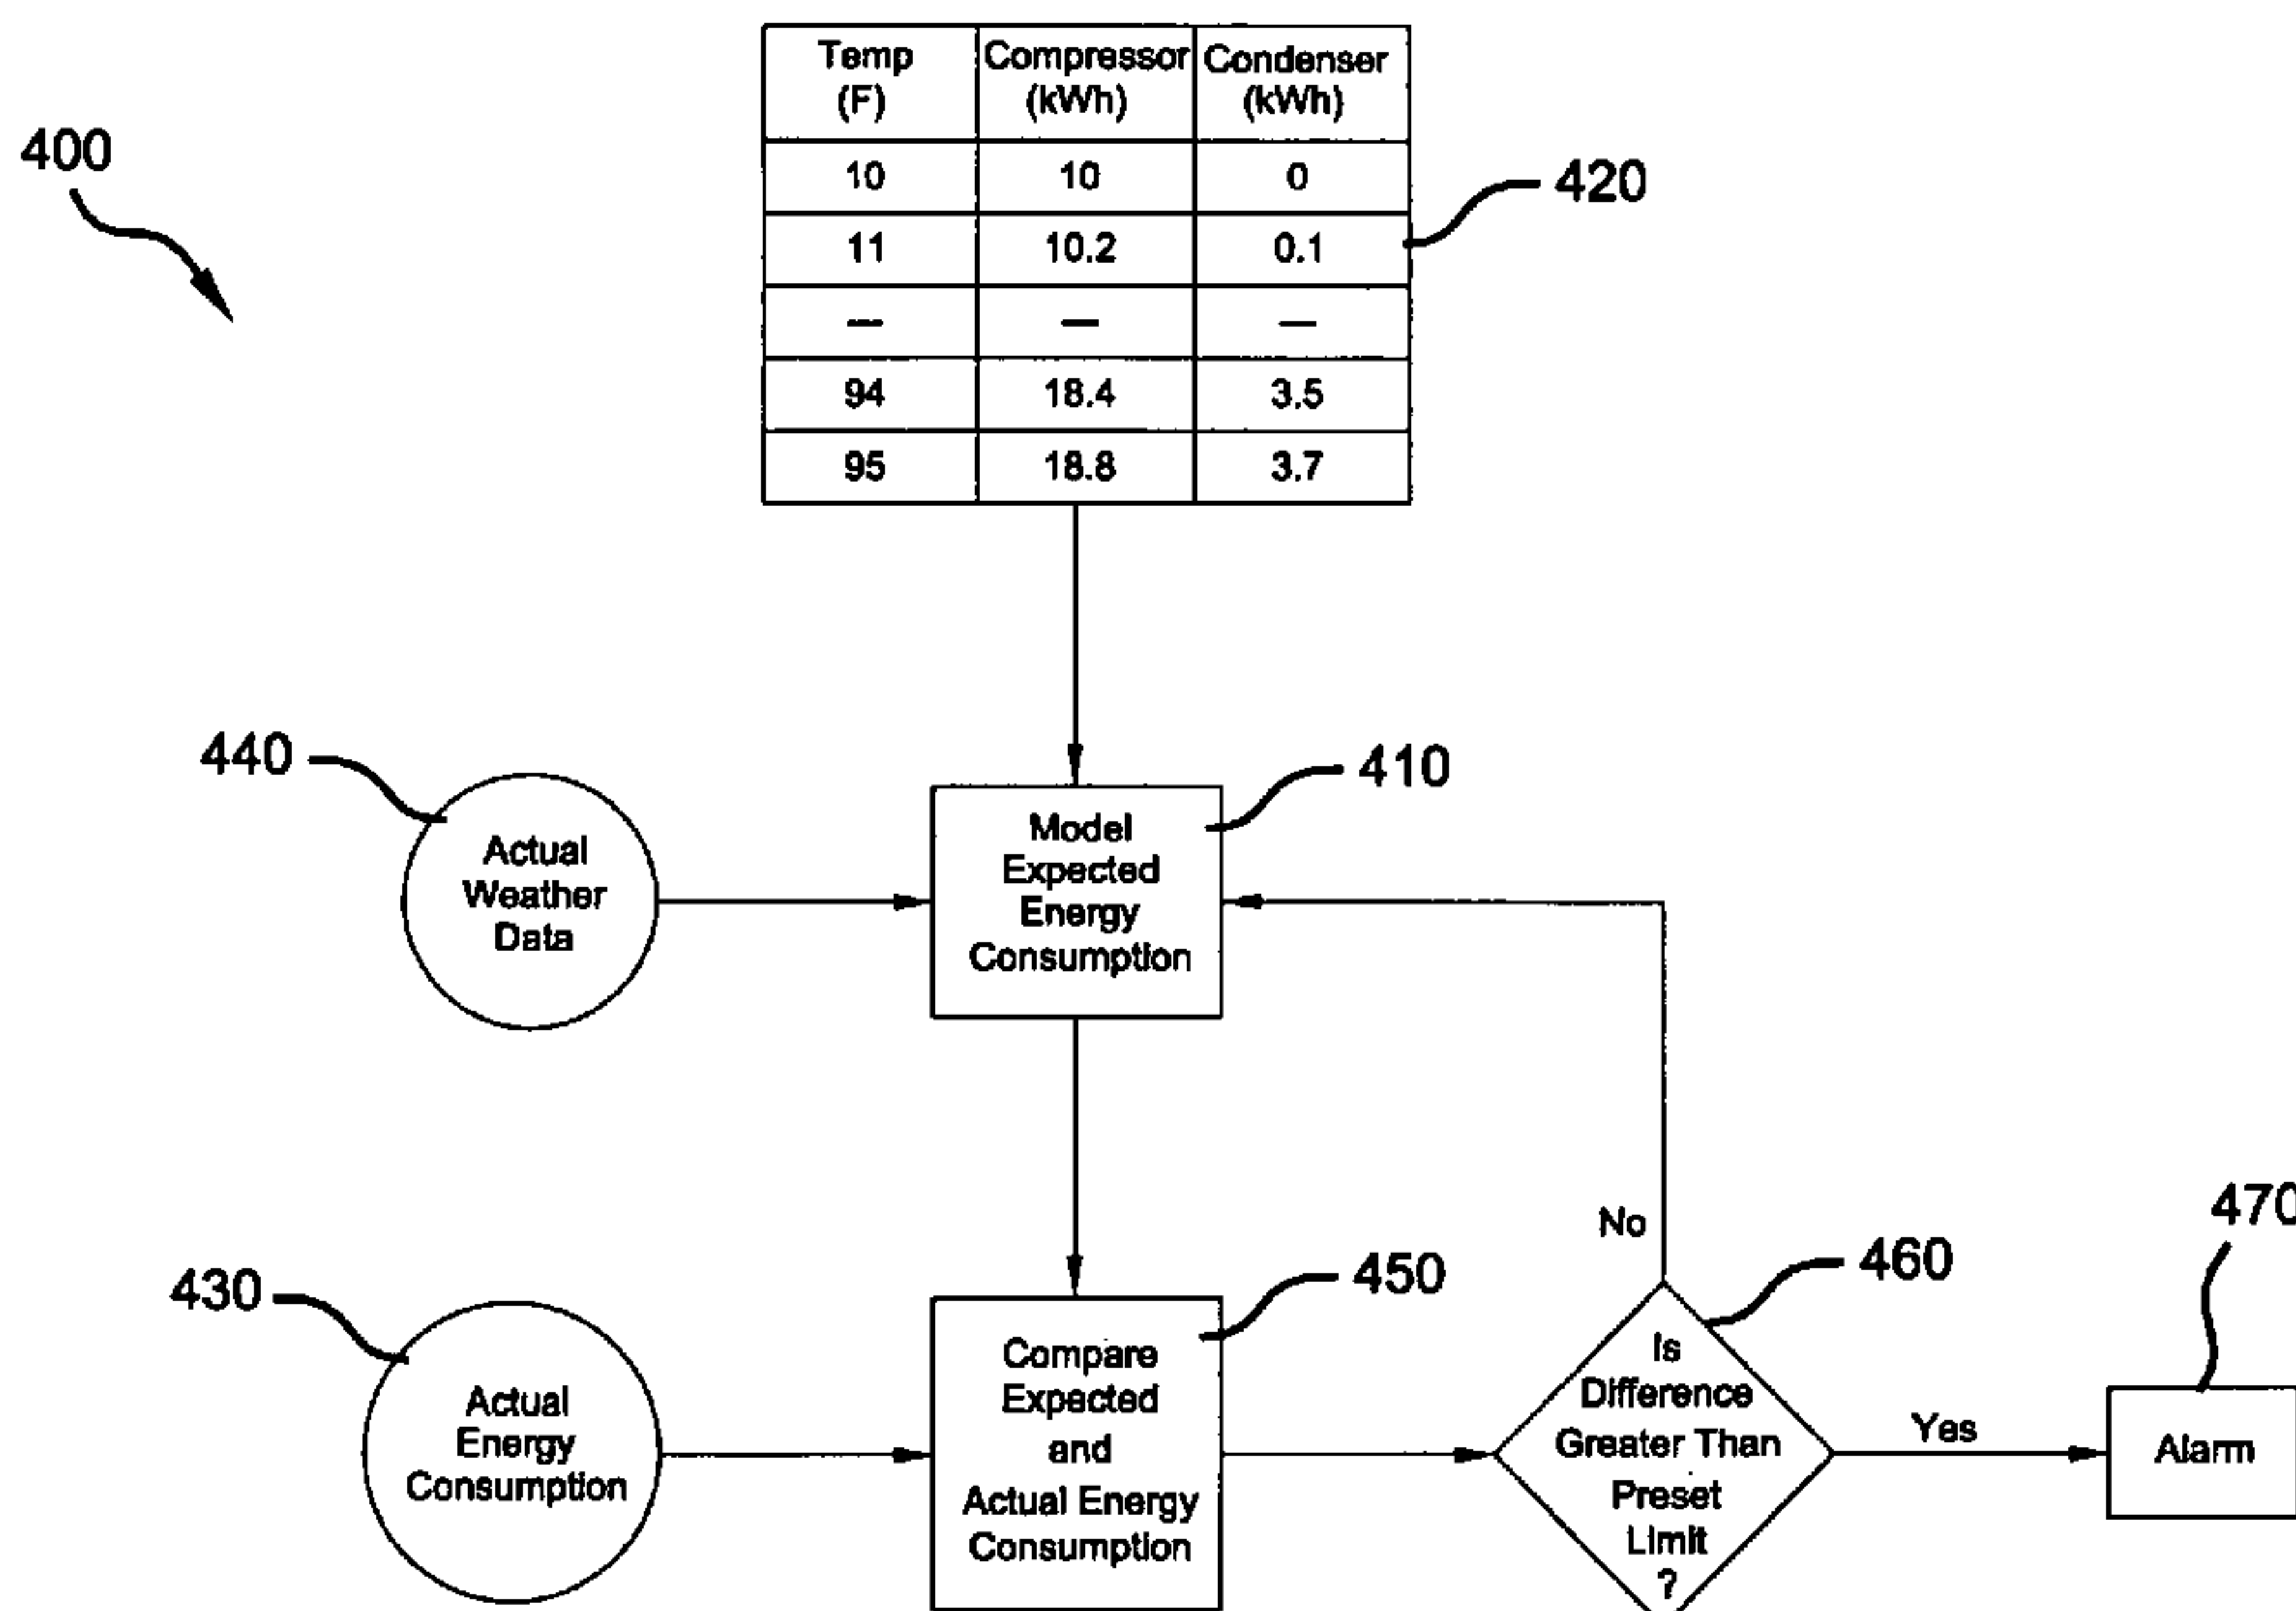 Temp (F) Compressor (kWh) Condenser (kWh)
10 10 0
11 10.2 0.1
— — —
94 18.4 3.5
95 18.8 3.7
400
420
440
Actual
Weather
Data
410
Model
Expected
Energy
Consumption
430
Actual
Energy
Consumption
450
Compare
Expected
and
Actual Energy
Consumption
No
460
Is
Difference
Greater Than
Preset
Limit
?
Yes
470
Alarm